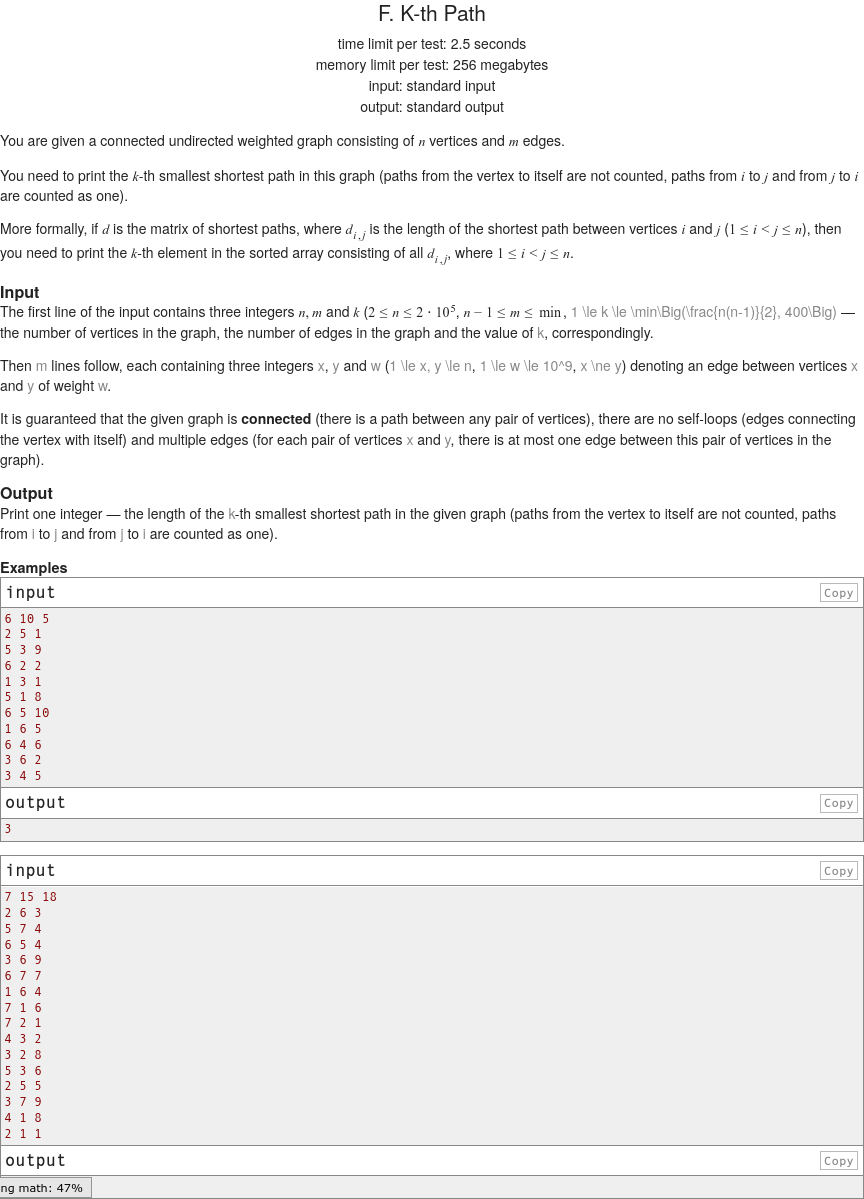 F. K-th Path
time limit per test: 2.5 seconds
memory limit per test: 256 megabytes
input: standard input
output: standard output
You are given a connected undirected weighted graph consisting of n vertices and m edges.
You need to print the k-th smallest shortest path in this graph (paths from the vertex to itself are not counted, paths from i to j and from j to i
are counted as one).
More formally, if d is the matrix of shortest paths, where d_{i,j} is the length of the shortest path between vertices i and j (1 ≤ i < j ≤ n), then
you need to print the k-th element in the sorted array consisting of all d_{i,j}, where 1 ≤ i < j ≤ n.
Input
The first line of the input contains three integers n, m and k (2 ≤ n ≤ 2 · 10^5, n − 1 ≤ m ≤ min, 1 \le k \le \min\Big(\frac{n(n-1)}{2}, 400\Big) —
the number of vertices in the graph, the number of edges in the graph and the value of k, correspondingly.
Then m lines follow, each containing three integers x, y and w (1 \le x, y \le n, 1 \le w \le 10^9, x \ne y) denoting an edge between vertices x
and y of weight w.
It is guaranteed that the given graph is connected (there is a path between any pair of vertices), there are no self-loops (edges connecting
the vertex with itself) and multiple edges (for each pair of vertices x and y, there is at most one edge between this pair of vertices in the
graph).
Output
Print one integer — the length of the k-th smallest shortest path in the given graph (paths from the vertex to itself are not counted, paths
from i to j and from j to i are counted as one).
Examples
input Copy
6 10 5
2 5 1
5 3 9
6 2 2
1 3 1
5 1 8
6 5 10
1 6 5
6 4 6
3 6 2
3 4 5
output Copy
3
input Copy
7 15 18
2 6 3
5 7 4
6 5 4
3 6 9
6 7 7
1 6 4
7 1 6
7 2 1
4 3 2
3 2 8
5 3 6
2 5 5
3 7 9
4 1 8
2 1 1
output Copy
ng math: 47%